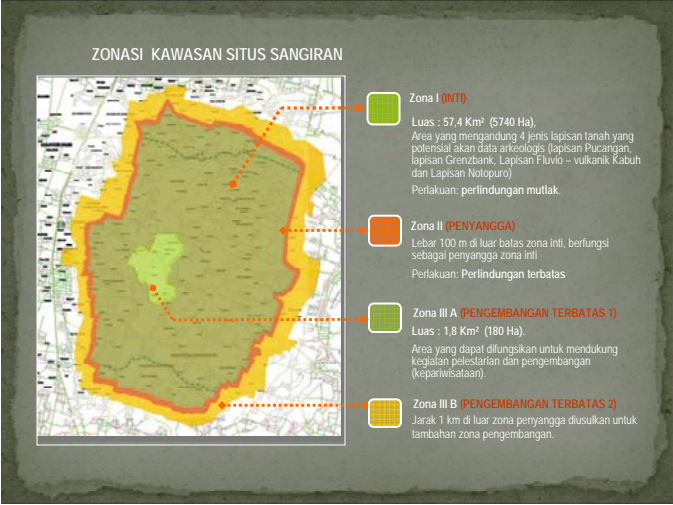 ZONASI KAWASAN SITUS SANGIRAN
Zona I (INTI)
Luas : 57,4 Km² (5740 Ha),
Area yang mengandung 4 jenis lapisan tanah yang
potensial akan data arkeologis (lapisan Pucangan,
lapisan Grenzbank, Lapisan Fluvio – vulkanik Kabuh
dan Lapisan Notopuro)
Perlakuan: perlindungan mutlak.
Zona II (PENYANGGA)
Lebar 100 m di luar batas zona inti, berfungsi
sebagai penyangga zona inti
Perlakuan: Perlindungan terbatas
Zona III A (PENGEMBANGAN TERBATAS 1)
Luas : 1,8 Km² (180 Ha).
Area yang dapat difungsikan untuk mendukung
kegiatan pelestarian dan pengembangan
(kepariwisataan).
Zona III B (PENGEMBANGAN TERBATAS 2)
Jarak 1 km di luar zona penyangga diusulkan untuk
tambahan zona pengembangan.